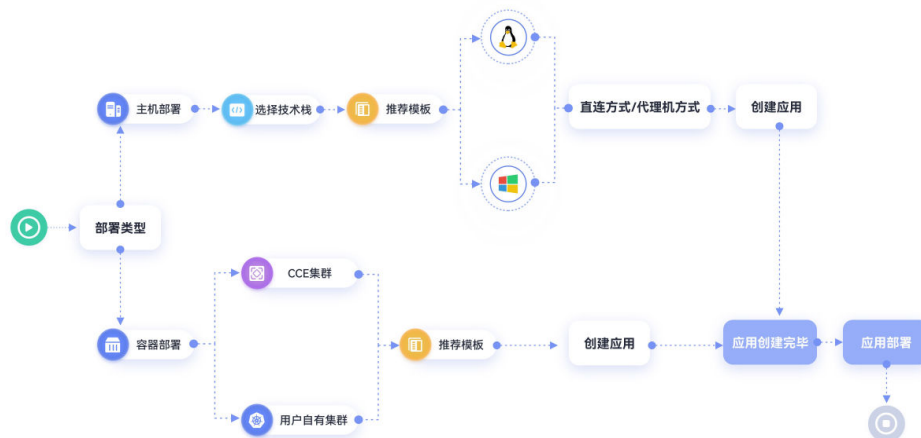 主机部署
选择技术栈
推荐模板
直连方式/代理机方式
创建应用
部署类型
CCE集群
容器部署
推荐模板
创建应用
应用创建完毕
应用部署
用户自有集群